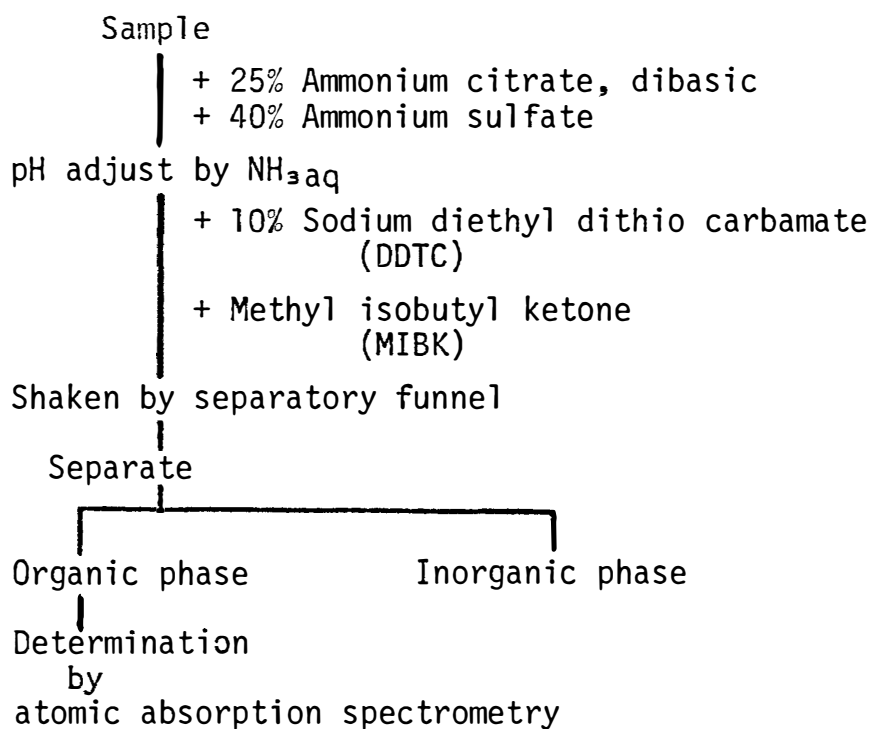 Sample
+ 25% Ammonium citrate, dibasic
+ 40% Ammonium sulfate
pH adjust by NH₃aq
+ 10% Sodium diethyl dithio carbamate
(DDTC)
+ Methyl isobutyl ketone
(MIBK)
Shaken by separatory funnel
Separate
Organic phase Inorganic phase
Determination
by
atomic absorption spectrometry